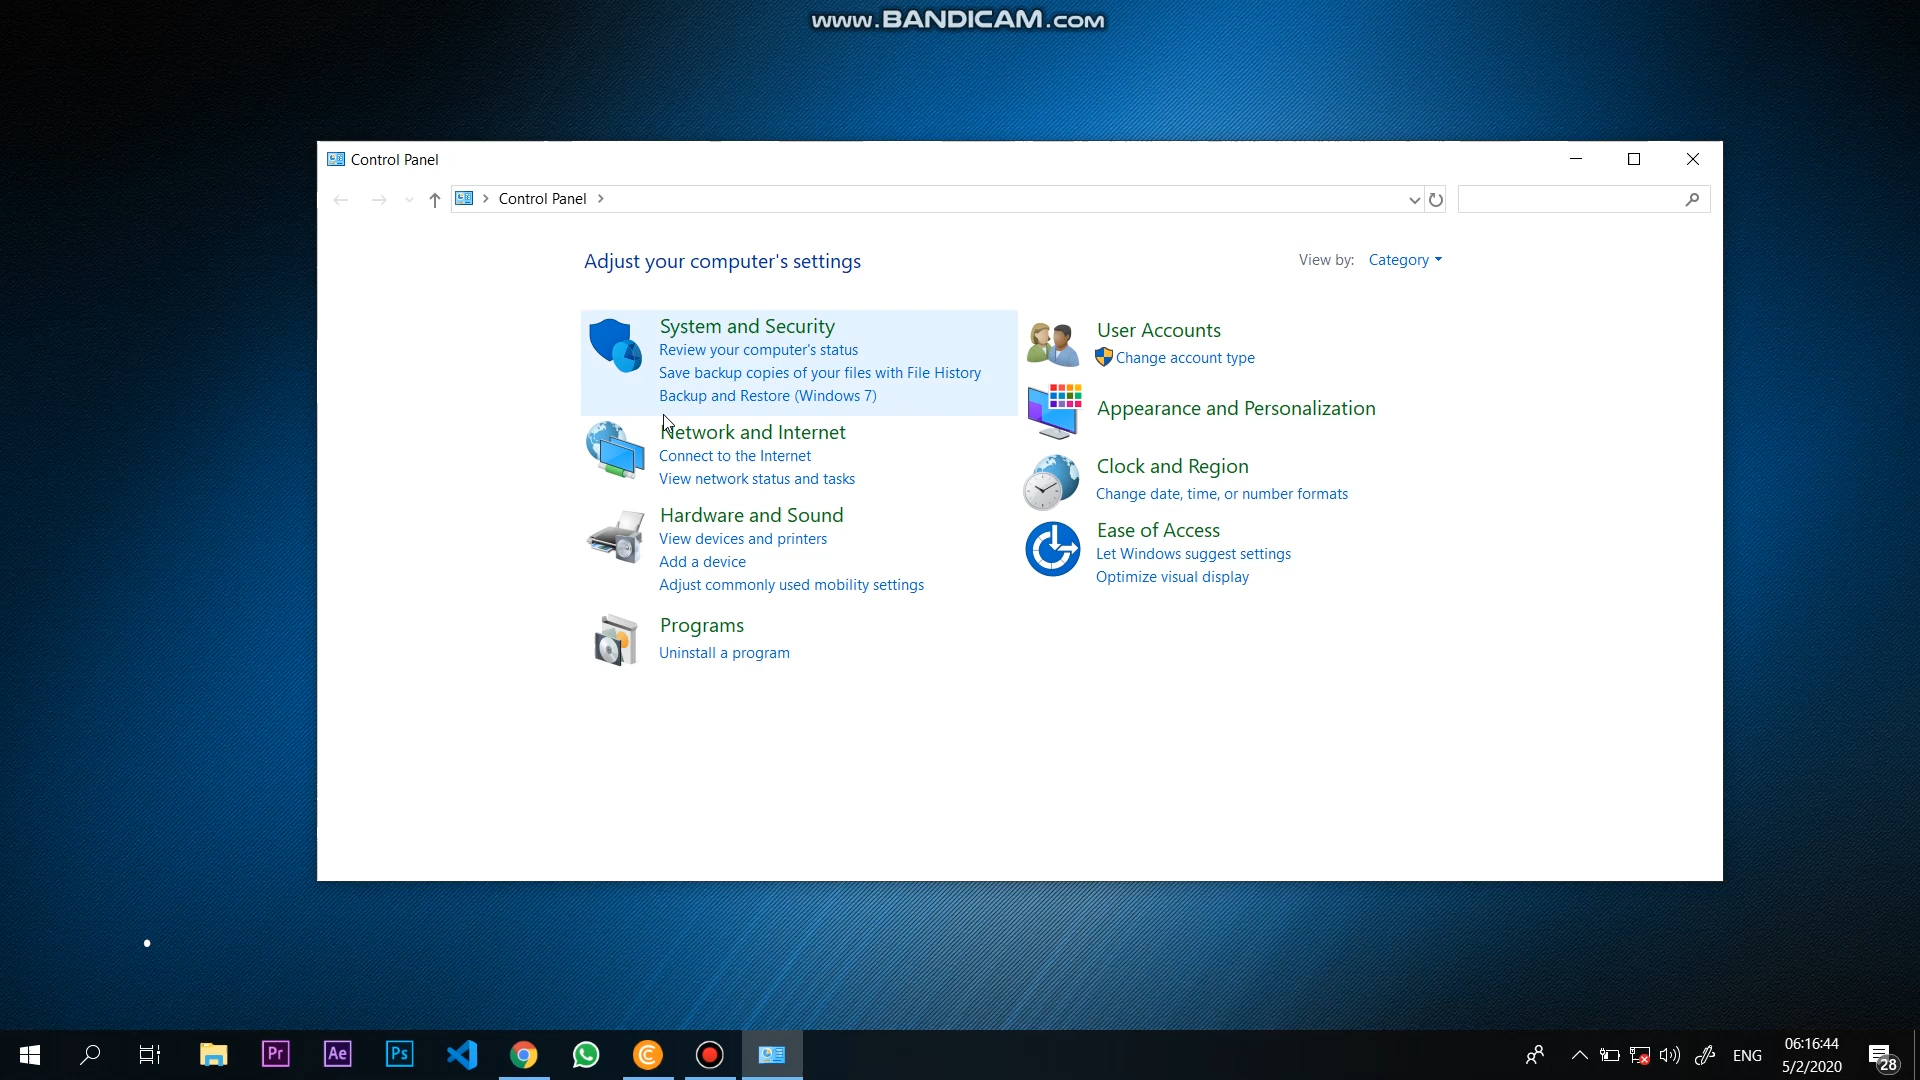 www.BANDICAM.com
Control Panel
Control Panel
Adjust your computer's settings
View by: Category
System and Security
Review your computer's status
Save backup copies of your files with File History
Backup and Restore (Windows 7)
Network and Internet
Connect to the Internet
View network status and tasks
Hardware and Sound
View devices and printers
Add a device
Adjust commonly used mobility settings
Programs
Uninstall a program
User Accounts
Change account type
Appearance and Personalization
Clock and Region
Change date, time, or number formats
Ease of Access
Let Windows suggest settings
Optimize visual display
Pr
Ae
Ps
ENG
06:16:44
5/2/2020
28